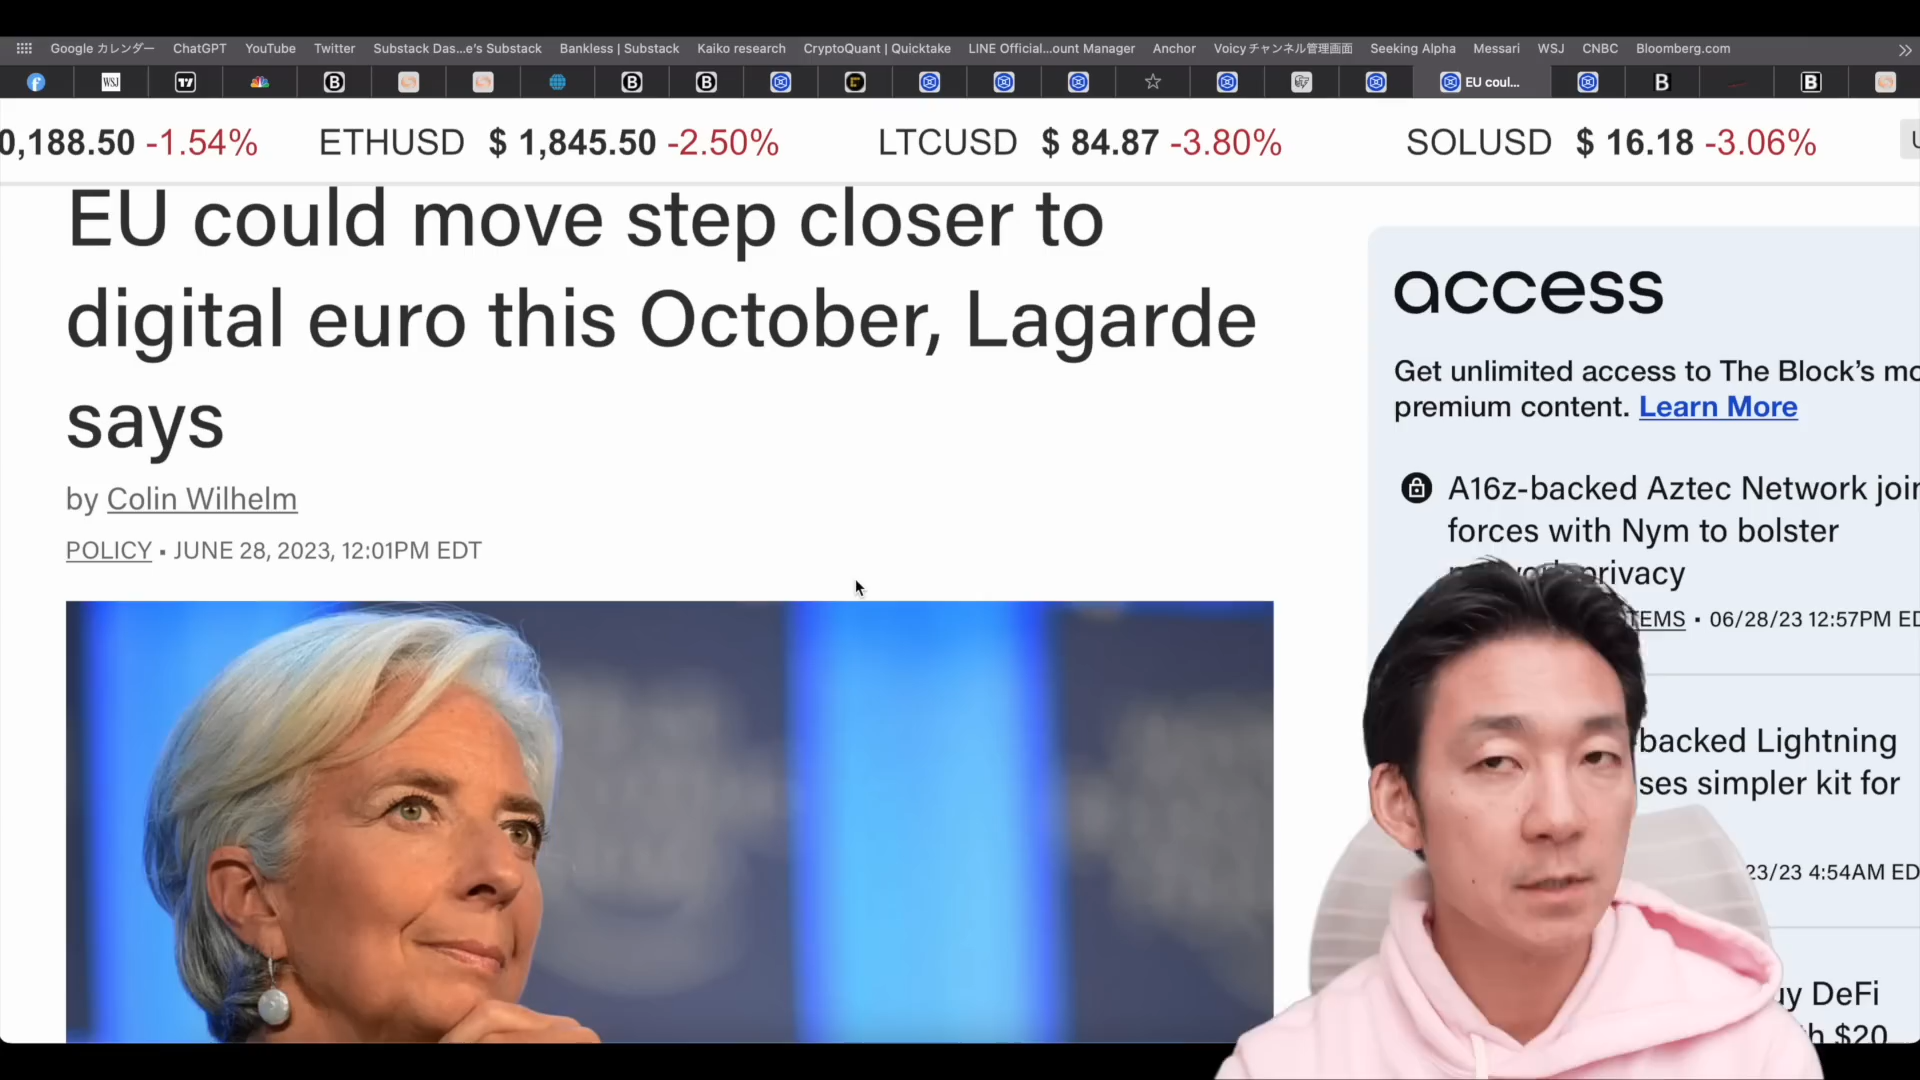 Google カレンダー ChatGPT YouTube Twitter Substack Das...e's Substack Bankless | Substack Kaiko research CryptoQuant | Quicktake LINE Official...ount Manager Anchor Voicy チャンネル管理画面 Seeking Alpha Messari WSJ CNBC Bloomberg.com
WSJ B B B EU coul... B B
0,188.50 -1.54% ETHUSD $ 1,845.50 -2.50% LTCUSD $ 84.87 -3.80% SOLUSD $ 16.18 -3.06%
EU could move step closer to
digital euro this October, Lagarde
says
by Colin Wilhelm
POLICY • JUNE 28, 2023, 12:01PM EDT
access
Get unlimited access to The Block's mo
premium content. Learn More
A16z-backed Aztec Network join
forces with Nym to bolster
privacy
TEMS • 06/28/23 12:57PM ED
backed Lightning
ses simpler kit for
23/23 4:54AM ED
uy DeFi
h $20